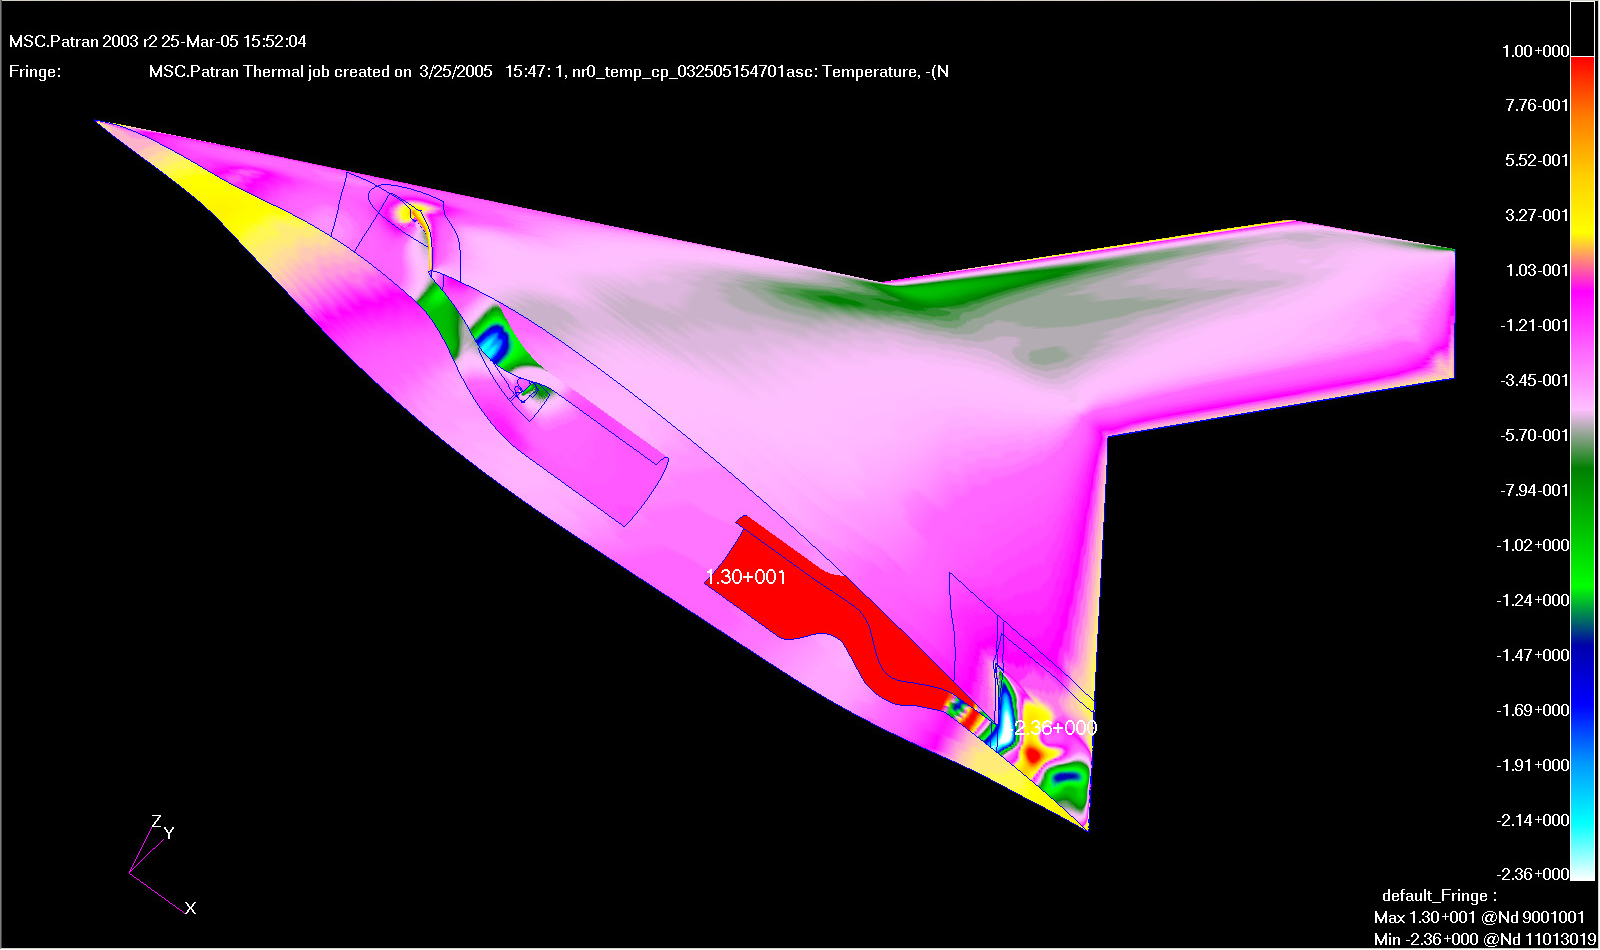 MSC.Patran 2003 r2 25-Mar-05 15:52:04
Fringe: MSC.Patran Thermal job created on 3/25/2005 15:47: 1, nr0_temp_cp_032505154701asc: Temperature, -(N
1.00+000
7.76-001
5.52-001
3.27-001
1.03-001
-1.21-001
-3.45-001
-5.70-001
-7.94-001
-1.02+000
-1.24+000
-1.47+000
-1.69+000
-1.91+000
-2.14+000
-2.36+000
1.30+001
-2.36+000
Z
Y
X
default_Fringe :
Max 1.30+001 @Nd 9001001
Min -2.36+000 @Nd 11013019